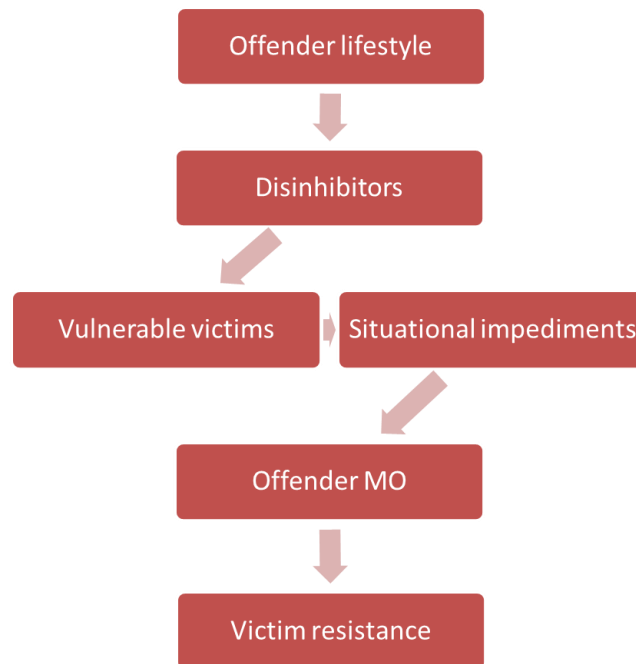 Offender lifestyle
Disinhibitors
Vulnerable victims
Situational impediments
Offender MO
Victim resistance